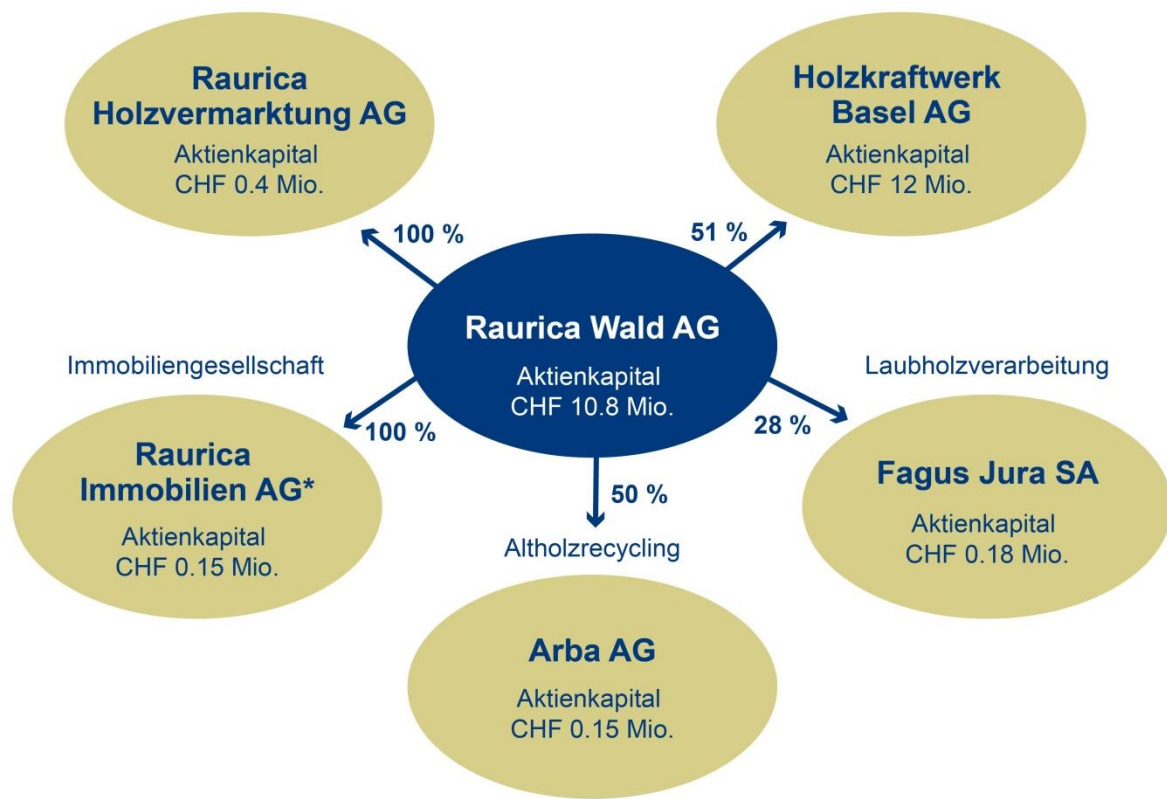 Raurica
Holzvermarktung AG
Aktienkapital
CHF 0.4 Mio.
Holzkraftwerk
Basel AG
Aktienkapital
CHF 12 Mio.
100 %
51 %
Raurica Wald AG
Aktienkapital
CHF 10.8 Mio.
Immobiliengesellschaft
100 %
Raurica
Immobilien AG*
Aktienkapital
CHF 0.15 Mio.
Laubholzverarbeitung
28 %
Fagus Jura SA
Aktienkapital
CHF 0.18 Mio.
50 %
Altholzrecycling
Arba AG
Aktienkapital
CHF 0.15 Mio.